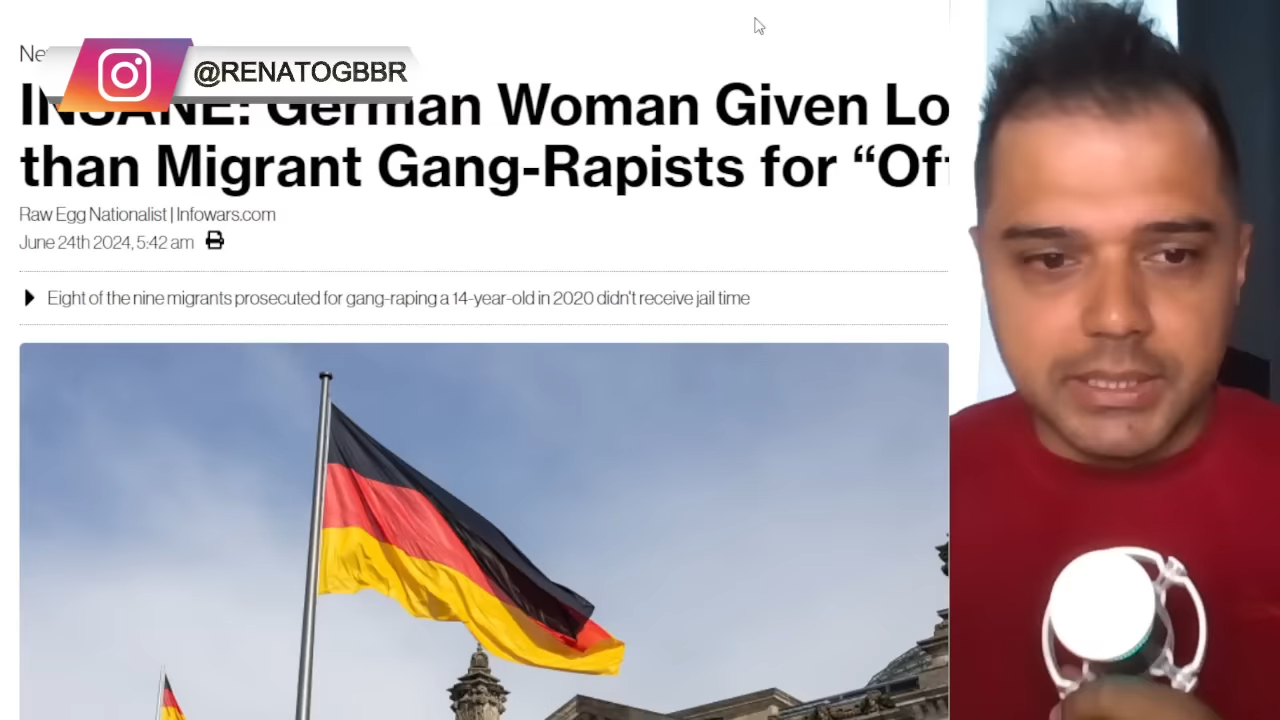 @RENATOGBBR
INSANE: German Woman Given Lo
than Migrant Gang-Rapists for “Of
Raw Egg Nationalist | Infowars.com
June 24th 2024, 5:42 am
Eight of the nine migrants prosecuted for gang-raping a 14-year-old in 2020 didn't receive jail time